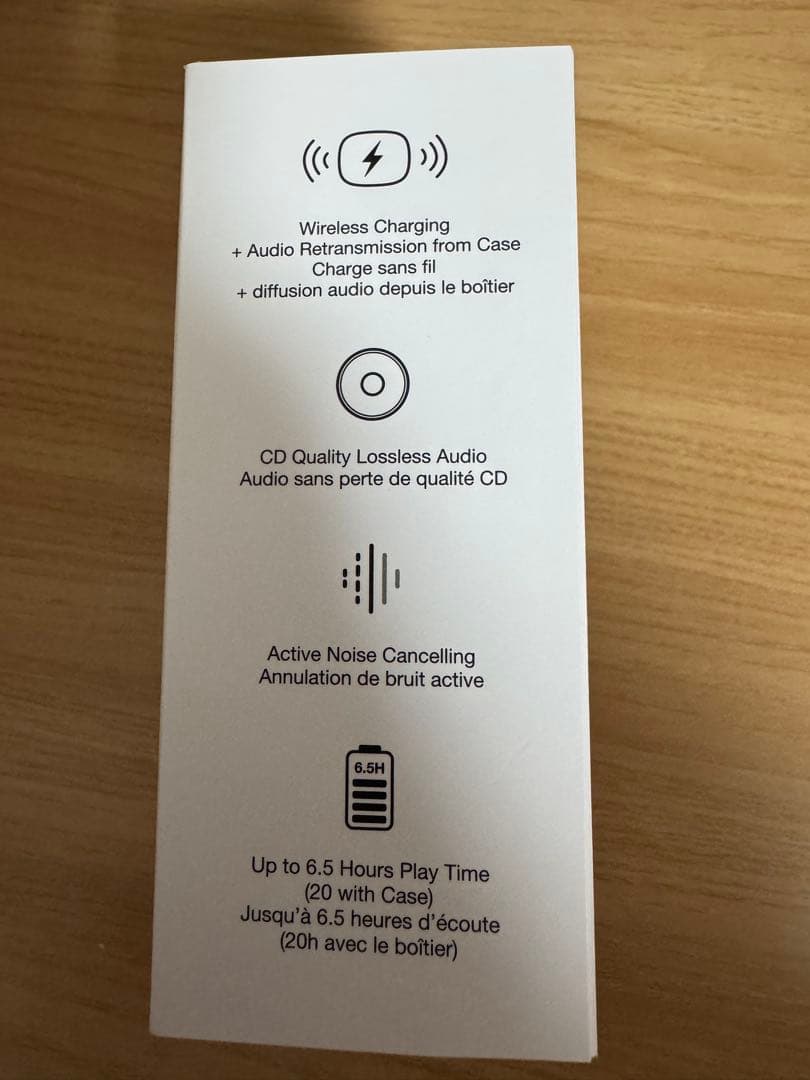 Wireless Charging
+ Audio Retransmission from Case
Charge sans fil
+ diffusion audio depuis le boîtier
CD Quality Lossless Audio
Audio sans perte de qualité CD
Active Noise Cancelling
Annulation de bruit active
6.5H
Up to 6.5 Hours Play Time
(20 with Case)
Jusqu'à 6.5 heures d'écoute
(20h avec le boîtier)